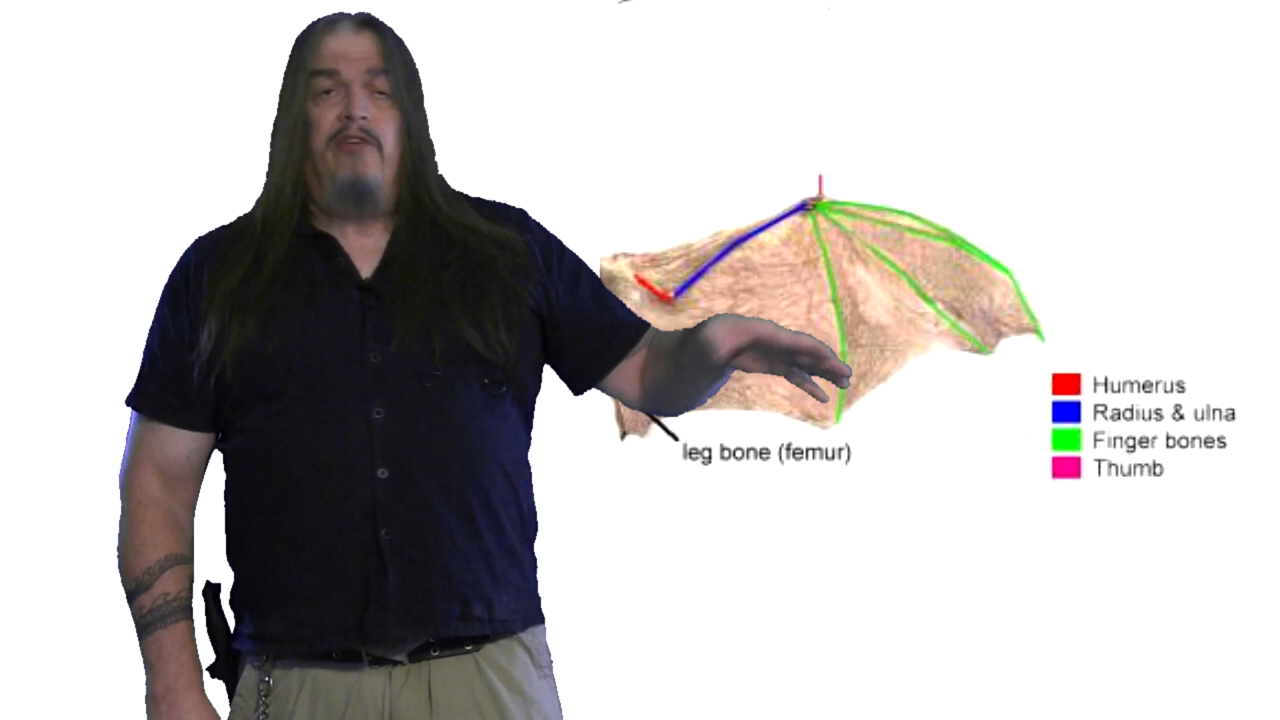 Humerus
Radius & ulna
Finger bones
Thumb
leg bone (femur)